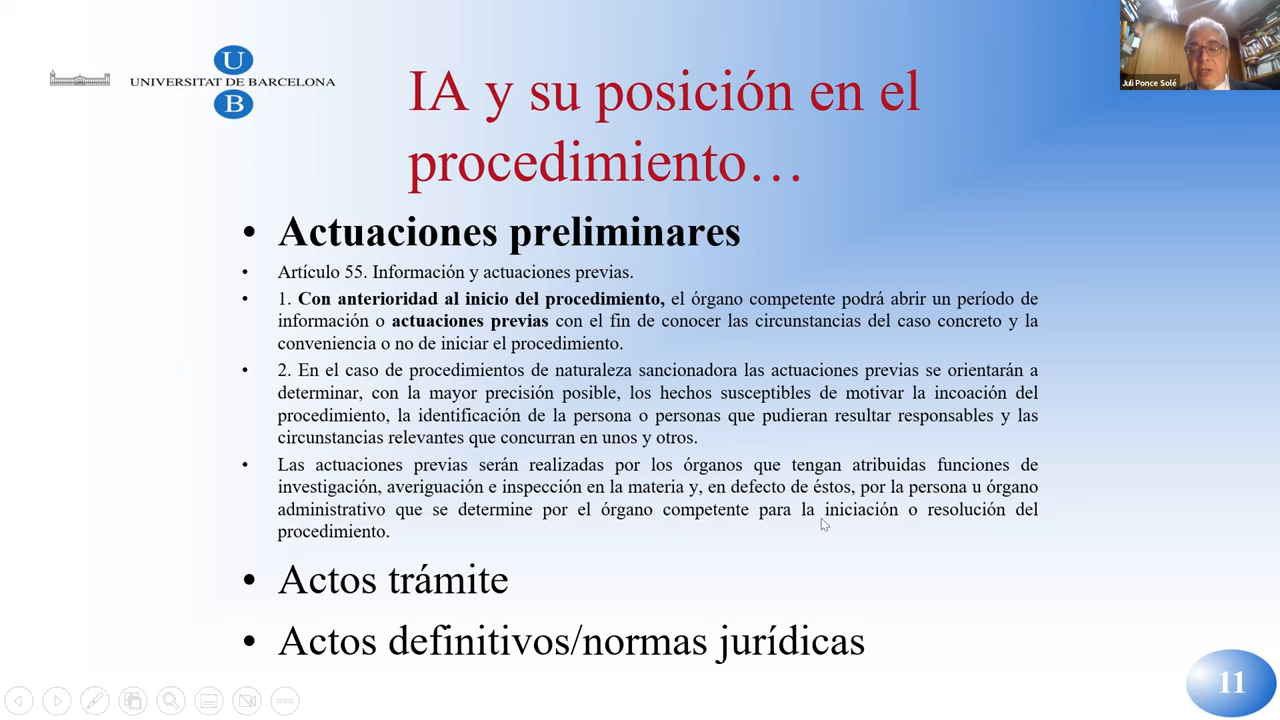 U
UNIVERSITAT DE BARCELONA
B
IA y su posición en el
procedimiento…
Juli Ponce Solé
• Actuaciones preliminares
• Artículo 55. Información y actuaciones previas.
• 1. Con anterioridad al inicio del procedimiento, el órgano competente podrá abrir un período de
información o actuaciones previas con el fin de conocer las circunstancias del caso concreto y la
conveniencia o no de iniciar el procedimiento.
• 2. En el caso de procedimientos de naturaleza sancionadora las actuaciones previas se orientarán a
determinar, con la mayor precisión posible, los hechos susceptibles de motivar la incoación del
procedimiento, la identificación de la persona o personas que pudieran resultar responsables y las
circunstancias relevantes que concurran en unos y otros.
• Las actuaciones previas serán realizadas por los órganos que tengan atribuidas funciones de
investigación, averiguación e inspección en la materia y, en defecto de éstos, por la persona u órgano
administrativo que se determine por el órgano competente para la iniciación o resolución del
procedimiento.
• Actos trámite
• Actos definitivos/normas jurídicas
11